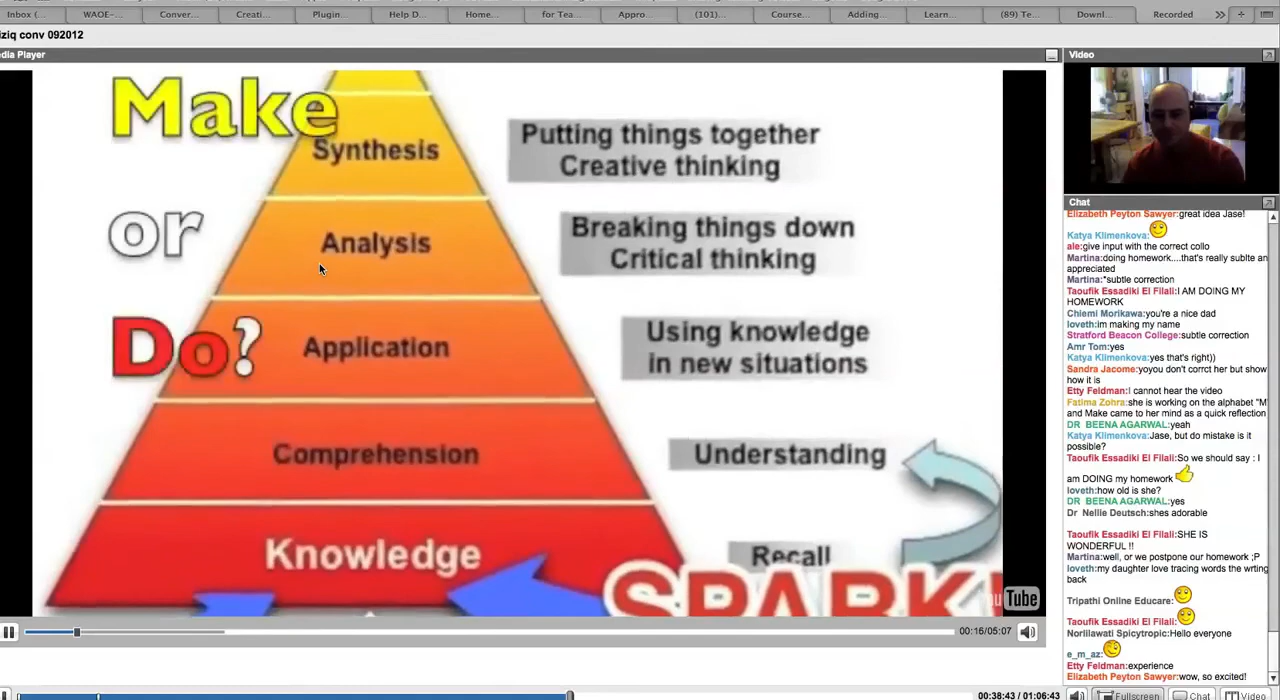 Inbox (...
WAOE-...
Conver...
Creati...
Plugin...
Help D...
Home...
for Tea...
Appro...
(101)...
Course...
Adding...
Learn...
(89) Te...
Downl...
Recorded
iziq conv 092012
edia Player
Make
or
Do?
Synthesis
Analysis
Application
Comprehension
Knowledge
Putting things together
Creative thinking
Breaking things down
Critical thinking
Using knowledge
in new situations
Understanding
Recall
SPARK!
Tube
00:16/05:07
Video
Chat
Elizabeth Peyton Sawyer:great idea Jase!
Katya Klimenkova:
ale:give input with the correct collo
Martina:doing homework....that's really sublte an
appreciated
Martina:*subtle correction
Taoufik Essadiki El Filali:I AM DOING MY
HOMEWORK
Chiemi Morikawa:you're a nice dad
loveth:im making my name
Stratford Beacon College:subtle correction
Amr Tom:yes
Katya Klimenkova:yes that's right))
Sandra Jacome:yoyou don't corrct her but show
how it is
Etty Feldman:I cannot hear the video
Fatima Zohra:she is working on the alphabet "M
and Make came to her mind as a quick reflection
DR BEENA AGARWAL:yeah
Katya Klimenkova:Jase, but do mistake is it
possible?
Taoufik Essadiki El Filali:So we should say : I
am DOING my homework
loveth:how old is she?
DR BEENA AGARWAL:yes
Dr Nellie Deutsch:shes adorable
Taoufik Essadiki El Filali:SHE IS
WONDERFUL !!
Martina:well, or we postpone our homework ;P
loveth:my daughter love tracing words the wrting
back
Tripathi Online Educare:
Taoufik Essadiki El Filali:
Norlilawati Spicytropic:Hello everyone
e_m_az:
Etty Feldman:experience
Elizabeth Peyton Sawyer:wow, so excited!
00:38:43 / 01:06:43
Fullscreen
Chat
Video